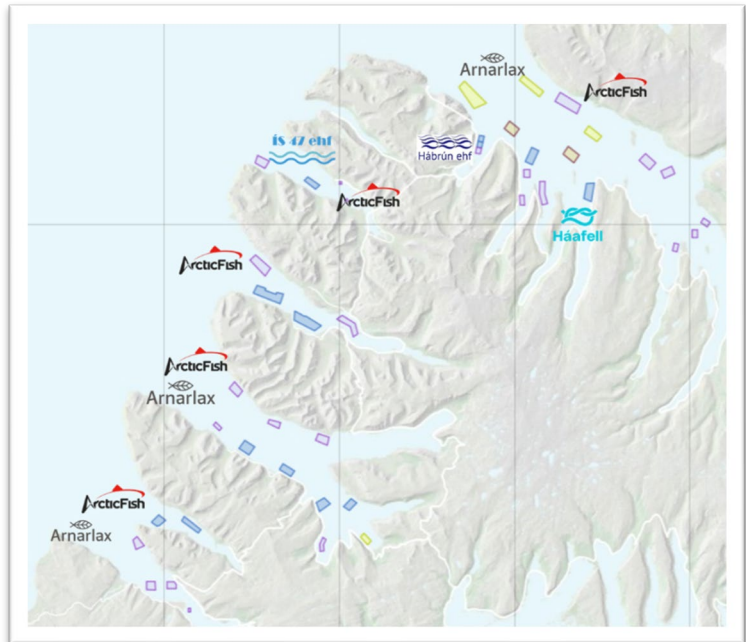 Arnarlax
ArcticFish
ÍS 47 ehf
Hábrún ehf
ArcticFish
Háafell
ArcticFish
ArcticFish
Arnarlax
ArcticFish
Arnarlax